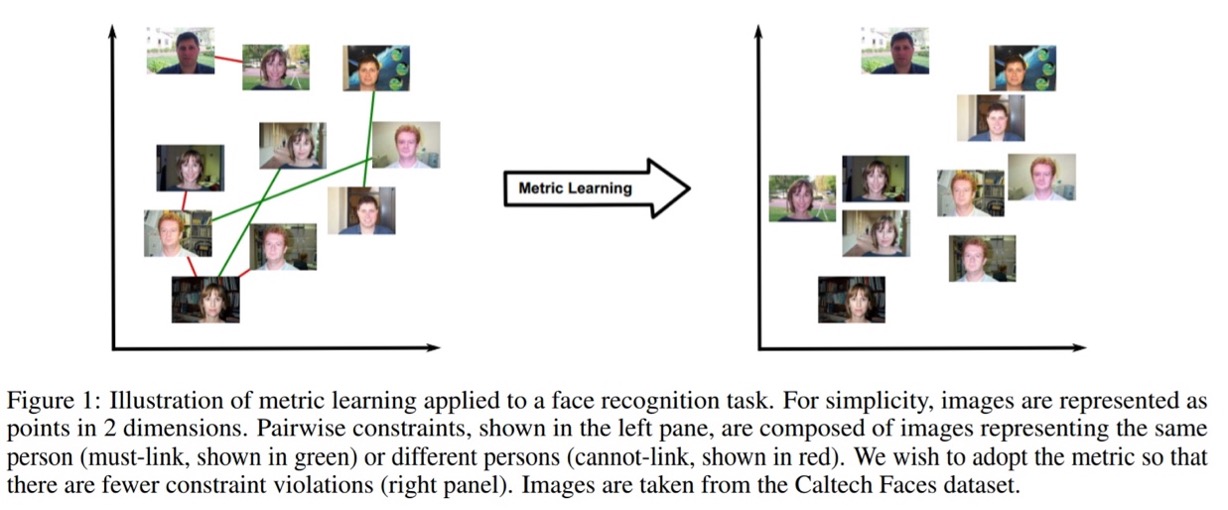 Metric Learning
Figure 1: Illustration of metric learning applied to a face recognition task. For simplicity, images are represented as
points in 2 dimensions. Pairwise constraints, shown in the left pane, are composed of images representing the same
person (must-link, shown in green) or different persons (cannot-link, shown in red). We wish to adopt the metric so that
there are fewer constraint violations (right panel). Images are taken from the Caltech Faces dataset.